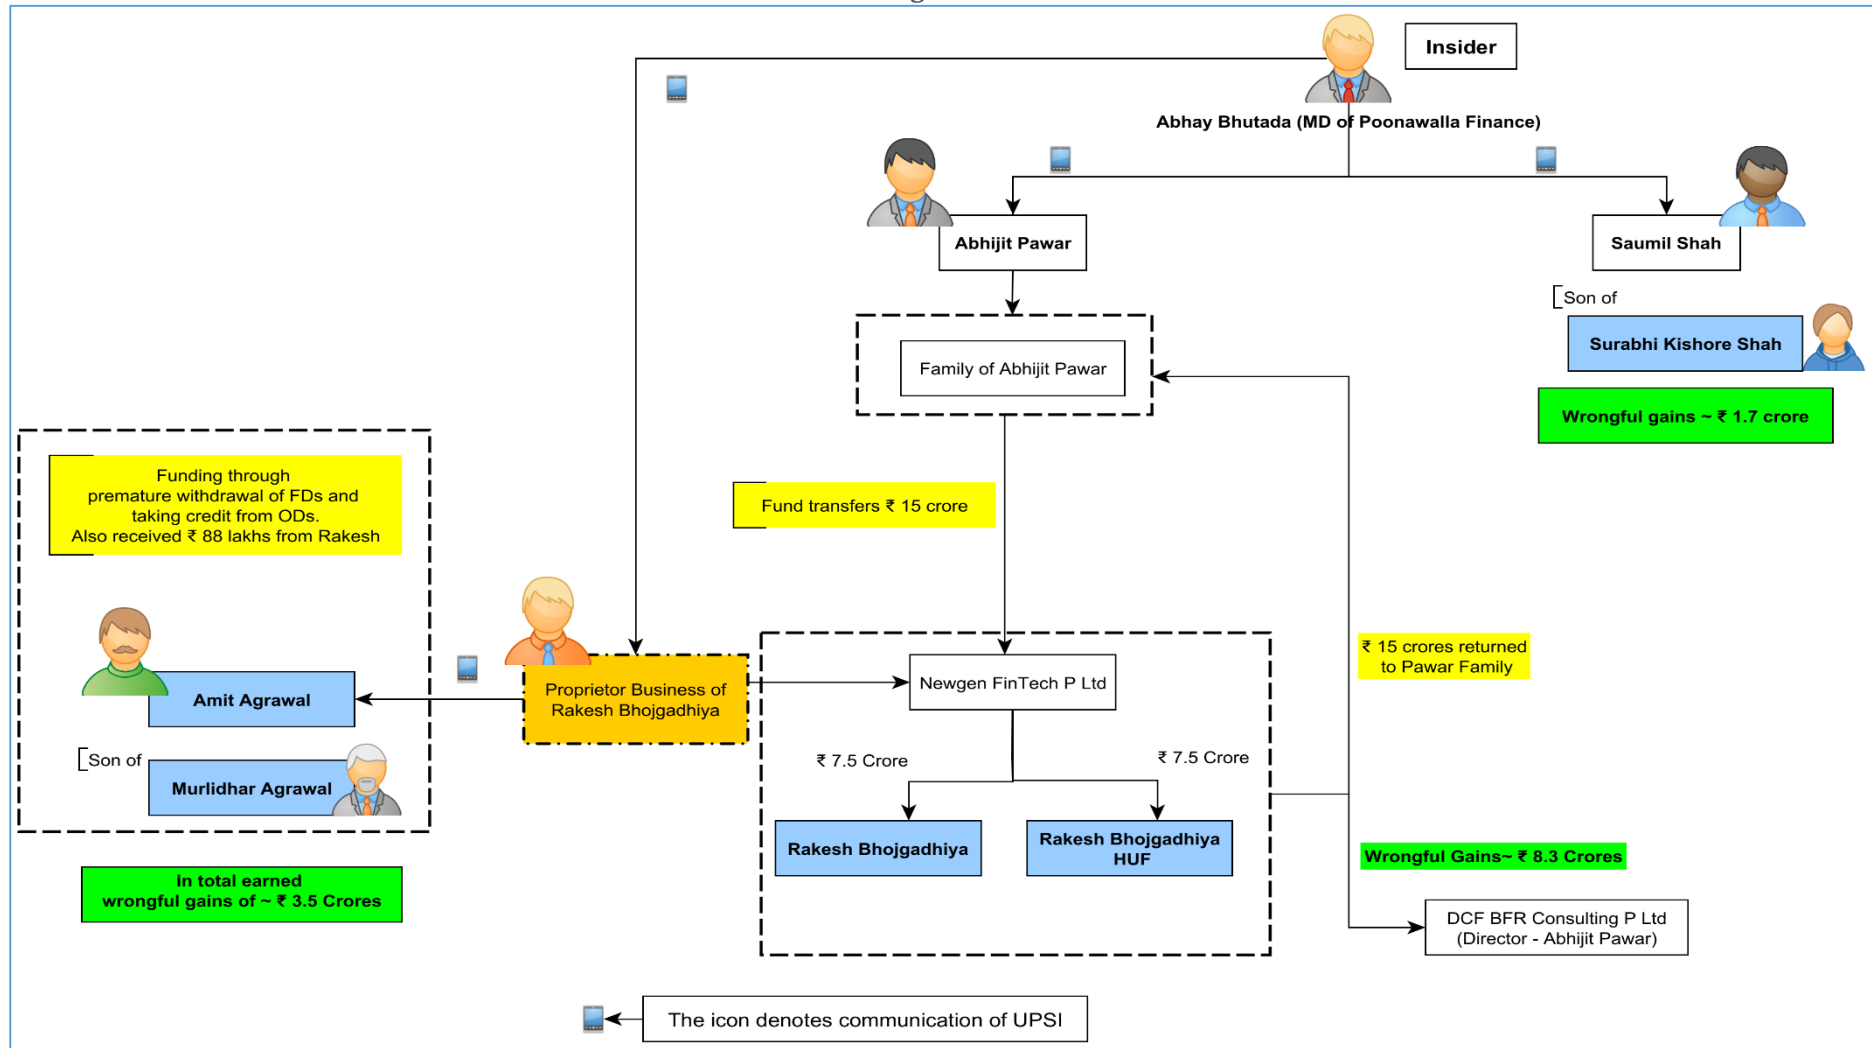 Insider
Abhay Bhutada (MD of Poonawalla Finance)
Abhijit Pawar
Saumil Shah
Son of
Surabhi Kishore Shah
Wrongful gains ~ ₹ 1.7 crore
Family of Abhijit Pawar
Fund transfers ₹ 15 crore
Funding through
premature withdrawal of FDs and
taking credit from ODs.
Also received ₹ 88 lakhs from Rakesh
Amit Agrawal
Son of
Murlidhar Agrawal
In total earned
wrongful gains of ~ ₹ 3.5 Crores
Proprietor Business of
Rakesh Bhojgadhiya
Newgen FinTech P Ltd
₹ 7.5 Crore
₹ 7.5 Crore
Rakesh Bhojgadhiya
Rakesh Bhojgadhiya
HUF
₹ 15 crores returned
to Pawar Family
Wrongful Gains~ ₹ 8.3 Crores
DCF BFR Consulting P Ltd
(Director - Abhijit Pawar)
The icon denotes communication of UPSI